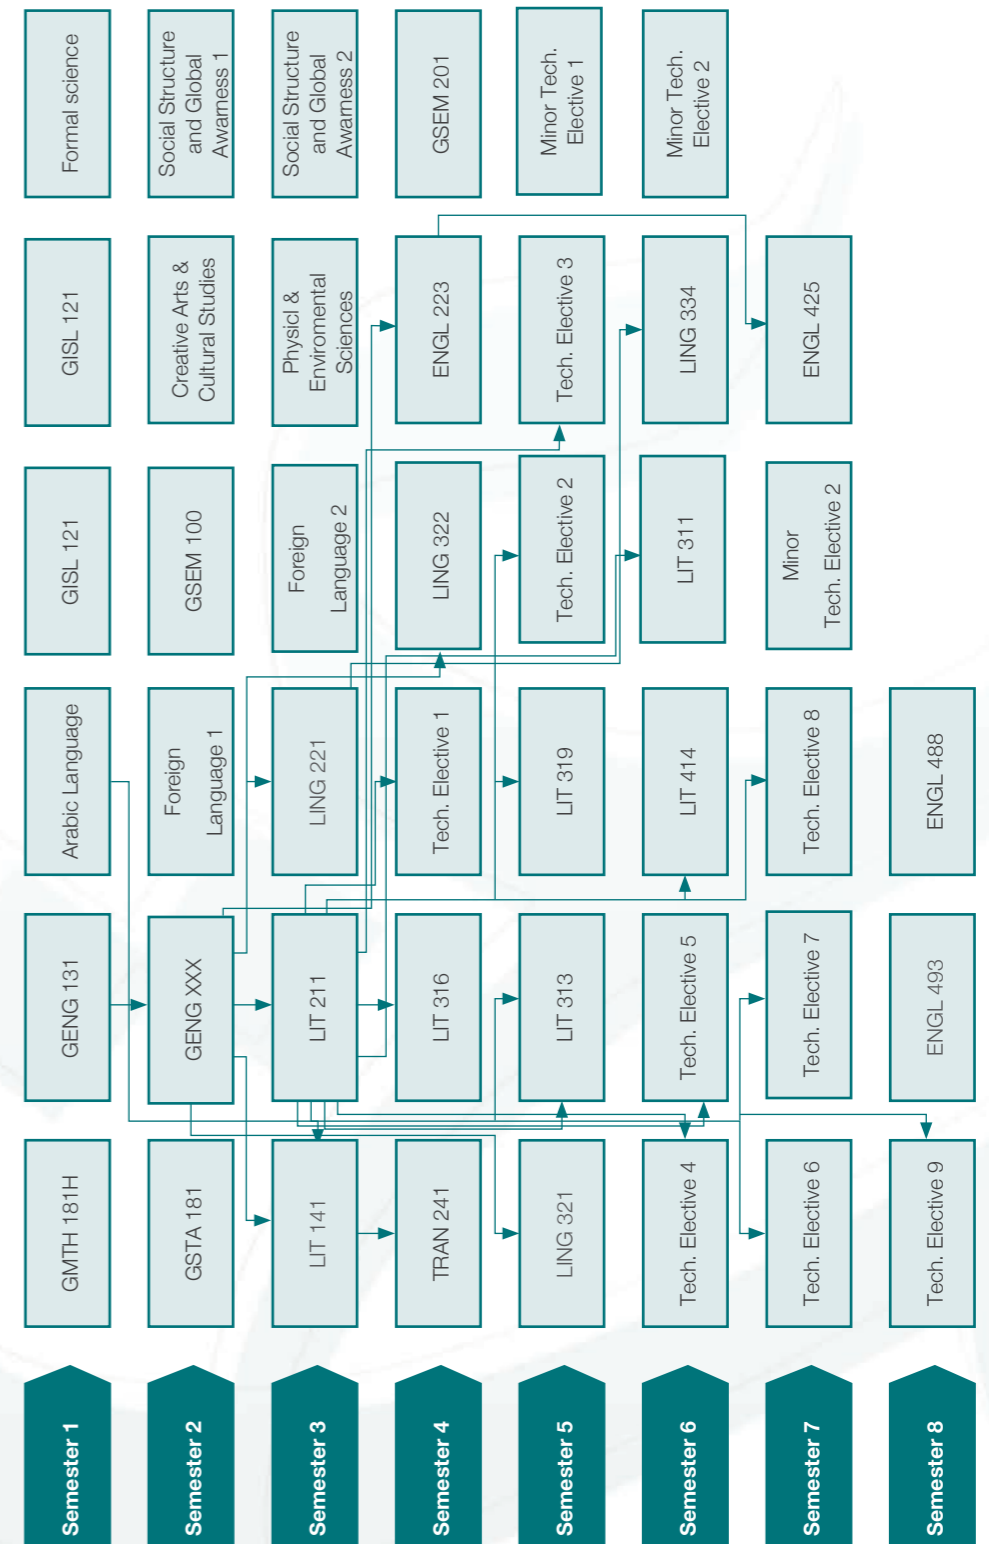 Semester 1
GMTH 181H
GENG 131
Arabic Language
GISL 121
GISL 121
Formal science
Semester 2
GSTA 181
GENG XXX
Foreign
Language 1
GSEM 100
Creative Arts &
Cultural Studies
Social Structure
and Global
Awarness 1
Semester 3
LIT 141
LIT 211
LING 221
Foreign
Language 2
Physicl &
Enviromental
Sciences
Social Structure
and Global
Awarness 2
Semester 4
TRAN 241
LIT 316
Tech. Elective 1
LING 322
ENGL 223
GSEM 201
Semester 5
LING 321
LIT 313
LIT 319
Tech. Elective 2
Tech. Elective 3
Minor Tech.
Elective 1
Semester 6
Tech. Elective 4
Tech. Elective 5
LIT 414
LIT 311
LING 334
Minor Tech.
Elective 2
Semester 7
Tech. Elective 6
Tech. Elective 7
Tech. Elective 8
Minor
Tech. Elective 2
ENGL 425
Semester 8
Tech. Elective 9
ENGL 493
ENGL 488